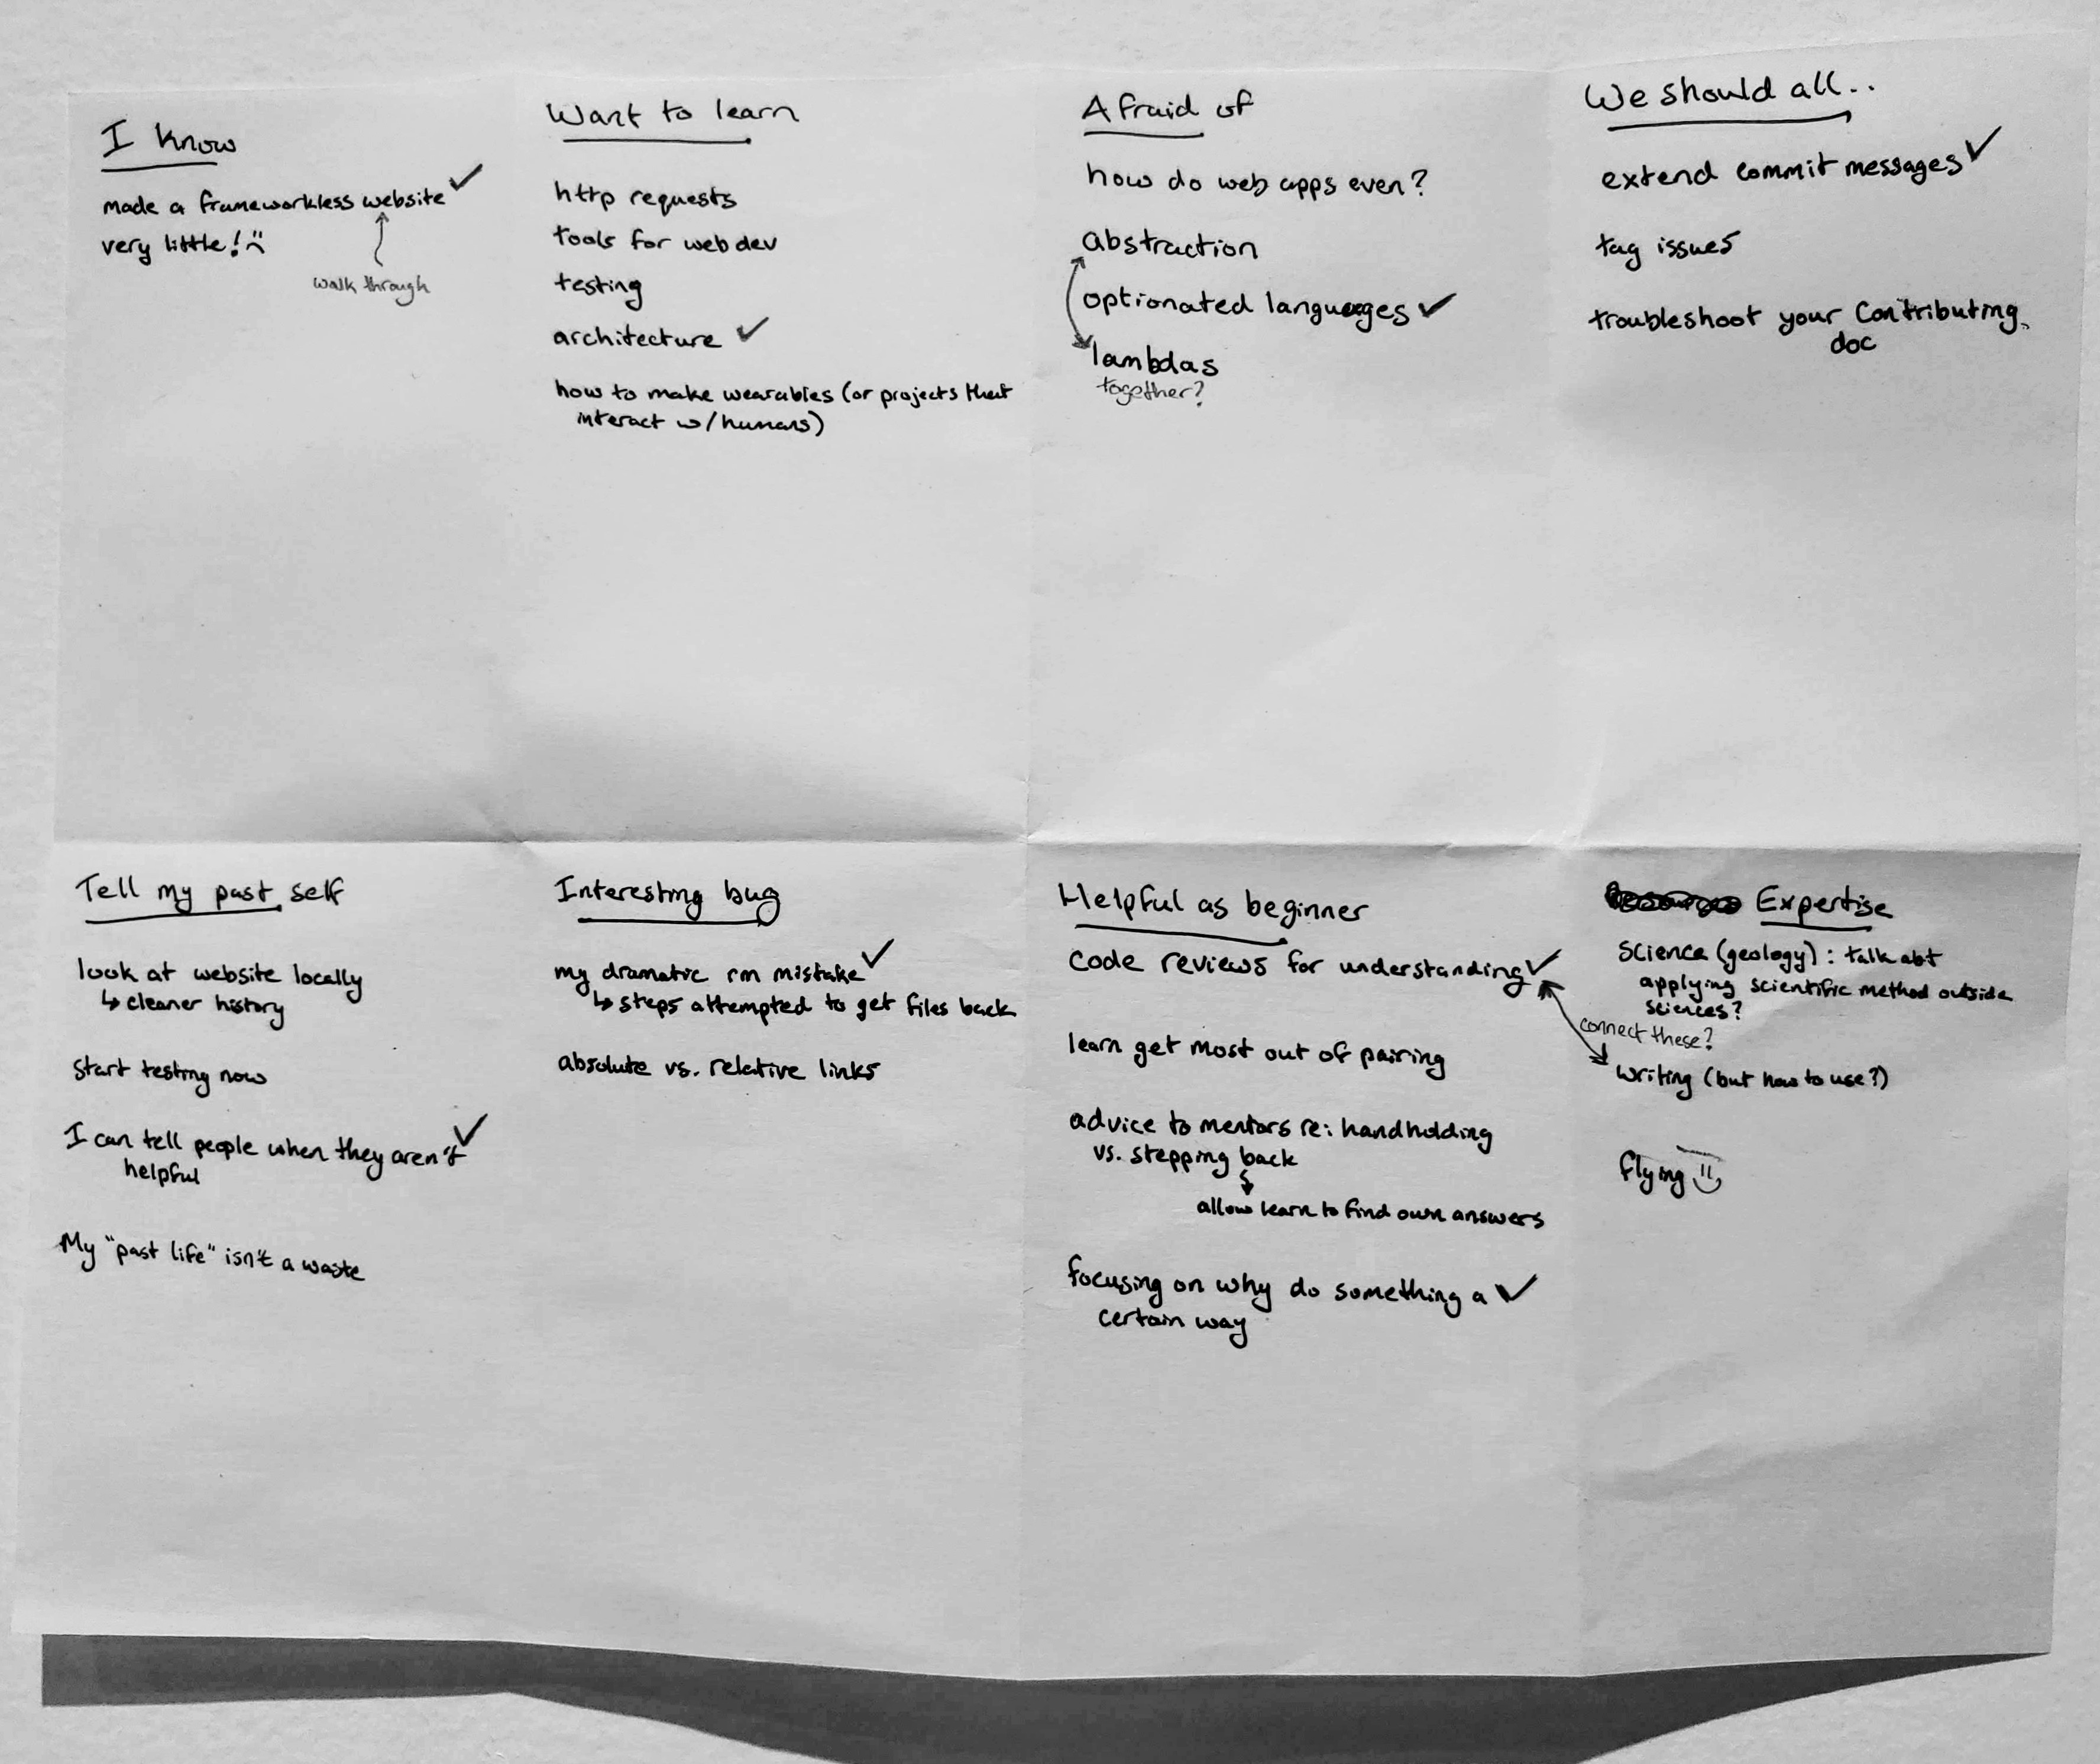 I know
made a frameworkless website ✓
very little! :(
walk through
Want to learn
http requests
tools for web dev
testing
architecture ✓
how to make wearables (or projects that
interact w/humans)
Afraid of
how do web apps even?
abstraction
optionated languages ✓
lambdas
together?
We should all..
extend commit messages ✓
tag issues
troubleshoot your Contributing
doc
Tell my past self
look at website locally
↳ cleaner history
start testing now
I can tell people when they aren't ✓
helpful
My "past life" isn't a waste
Interesting bug
my dramatic rm mistake ✓
↳ steps attempted to get files back
absolute vs. relative links
Helpful as beginner
code reviews for understanding ✓
learn get most out of pairing
advice to mentors re: handholding
vs. stepping back
allow learn to find own answers
focusing on why do something a ✓
certain way
Expertise
science (geology): talk abt
applying scientific method outside
sciences?
connect these?
writing (but how to use?)
flying :)